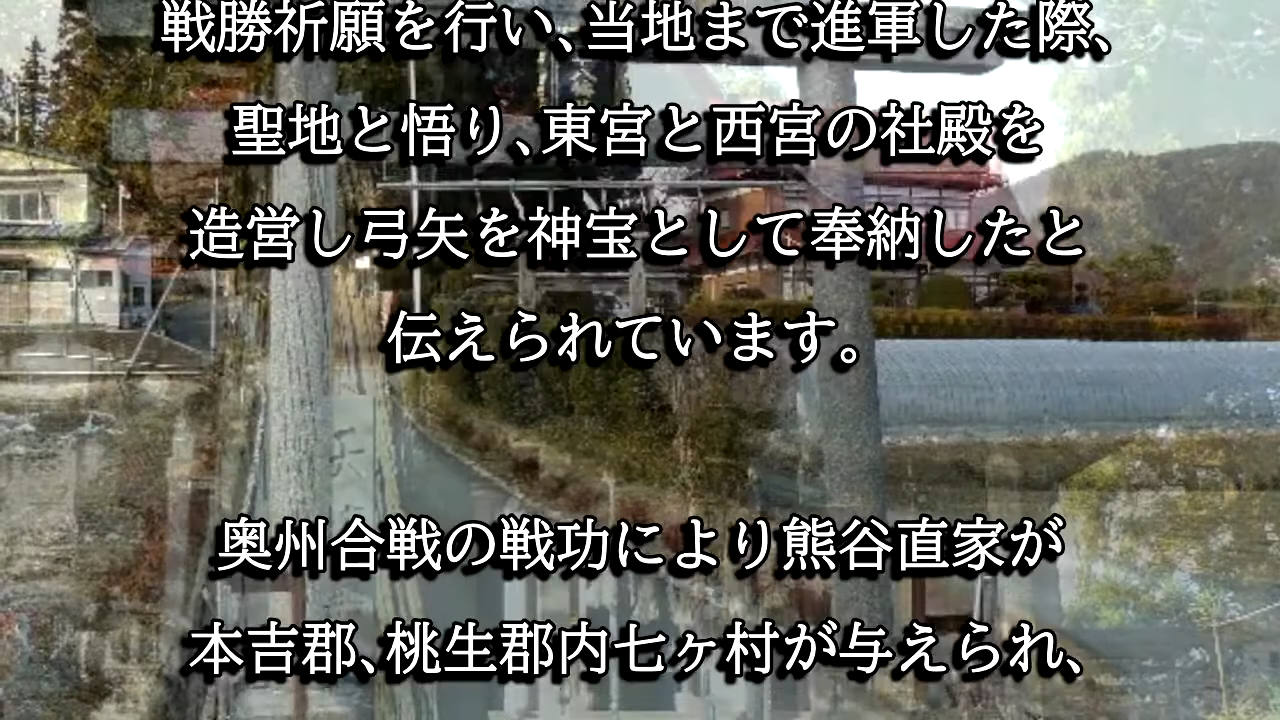 戦勝祈願を行い、当地まで進軍した際、
聖地と悟り、東宮と西宮の社殿を
造営し弓矢を神宝として奉納したと
伝えられています。
奥州合戦の戦功により熊谷直家が
本吉郡、桃生郡内七ヶ村が与えられ、